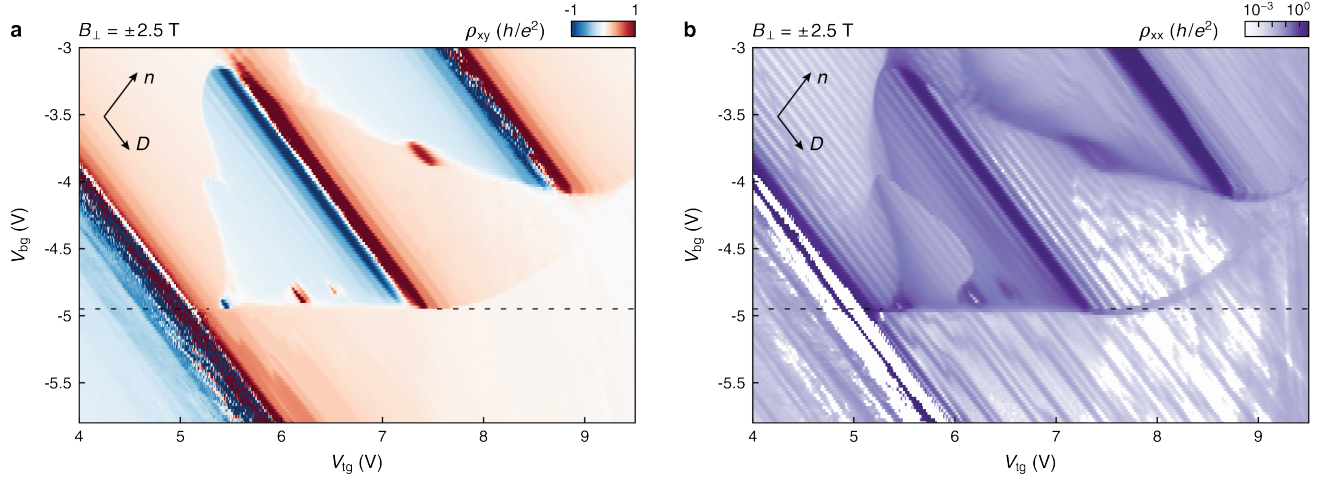 a
B⊥ = ±2.5 T
ρxy (h/e²)
-1 1
n
D
-3
-3.5
-4
-4.5
-5
-5.5
Vbg (V)
4 5 6 7 8 9
Vtg (V)
b
B⊥ = ±2.5 T
ρxx (h/e²)
10⁻³ 10⁰
n
D
-3
-3.5
-4
-4.5
-5
-5.5
Vbg (V)
4 5 6 7 8 9
Vtg (V)